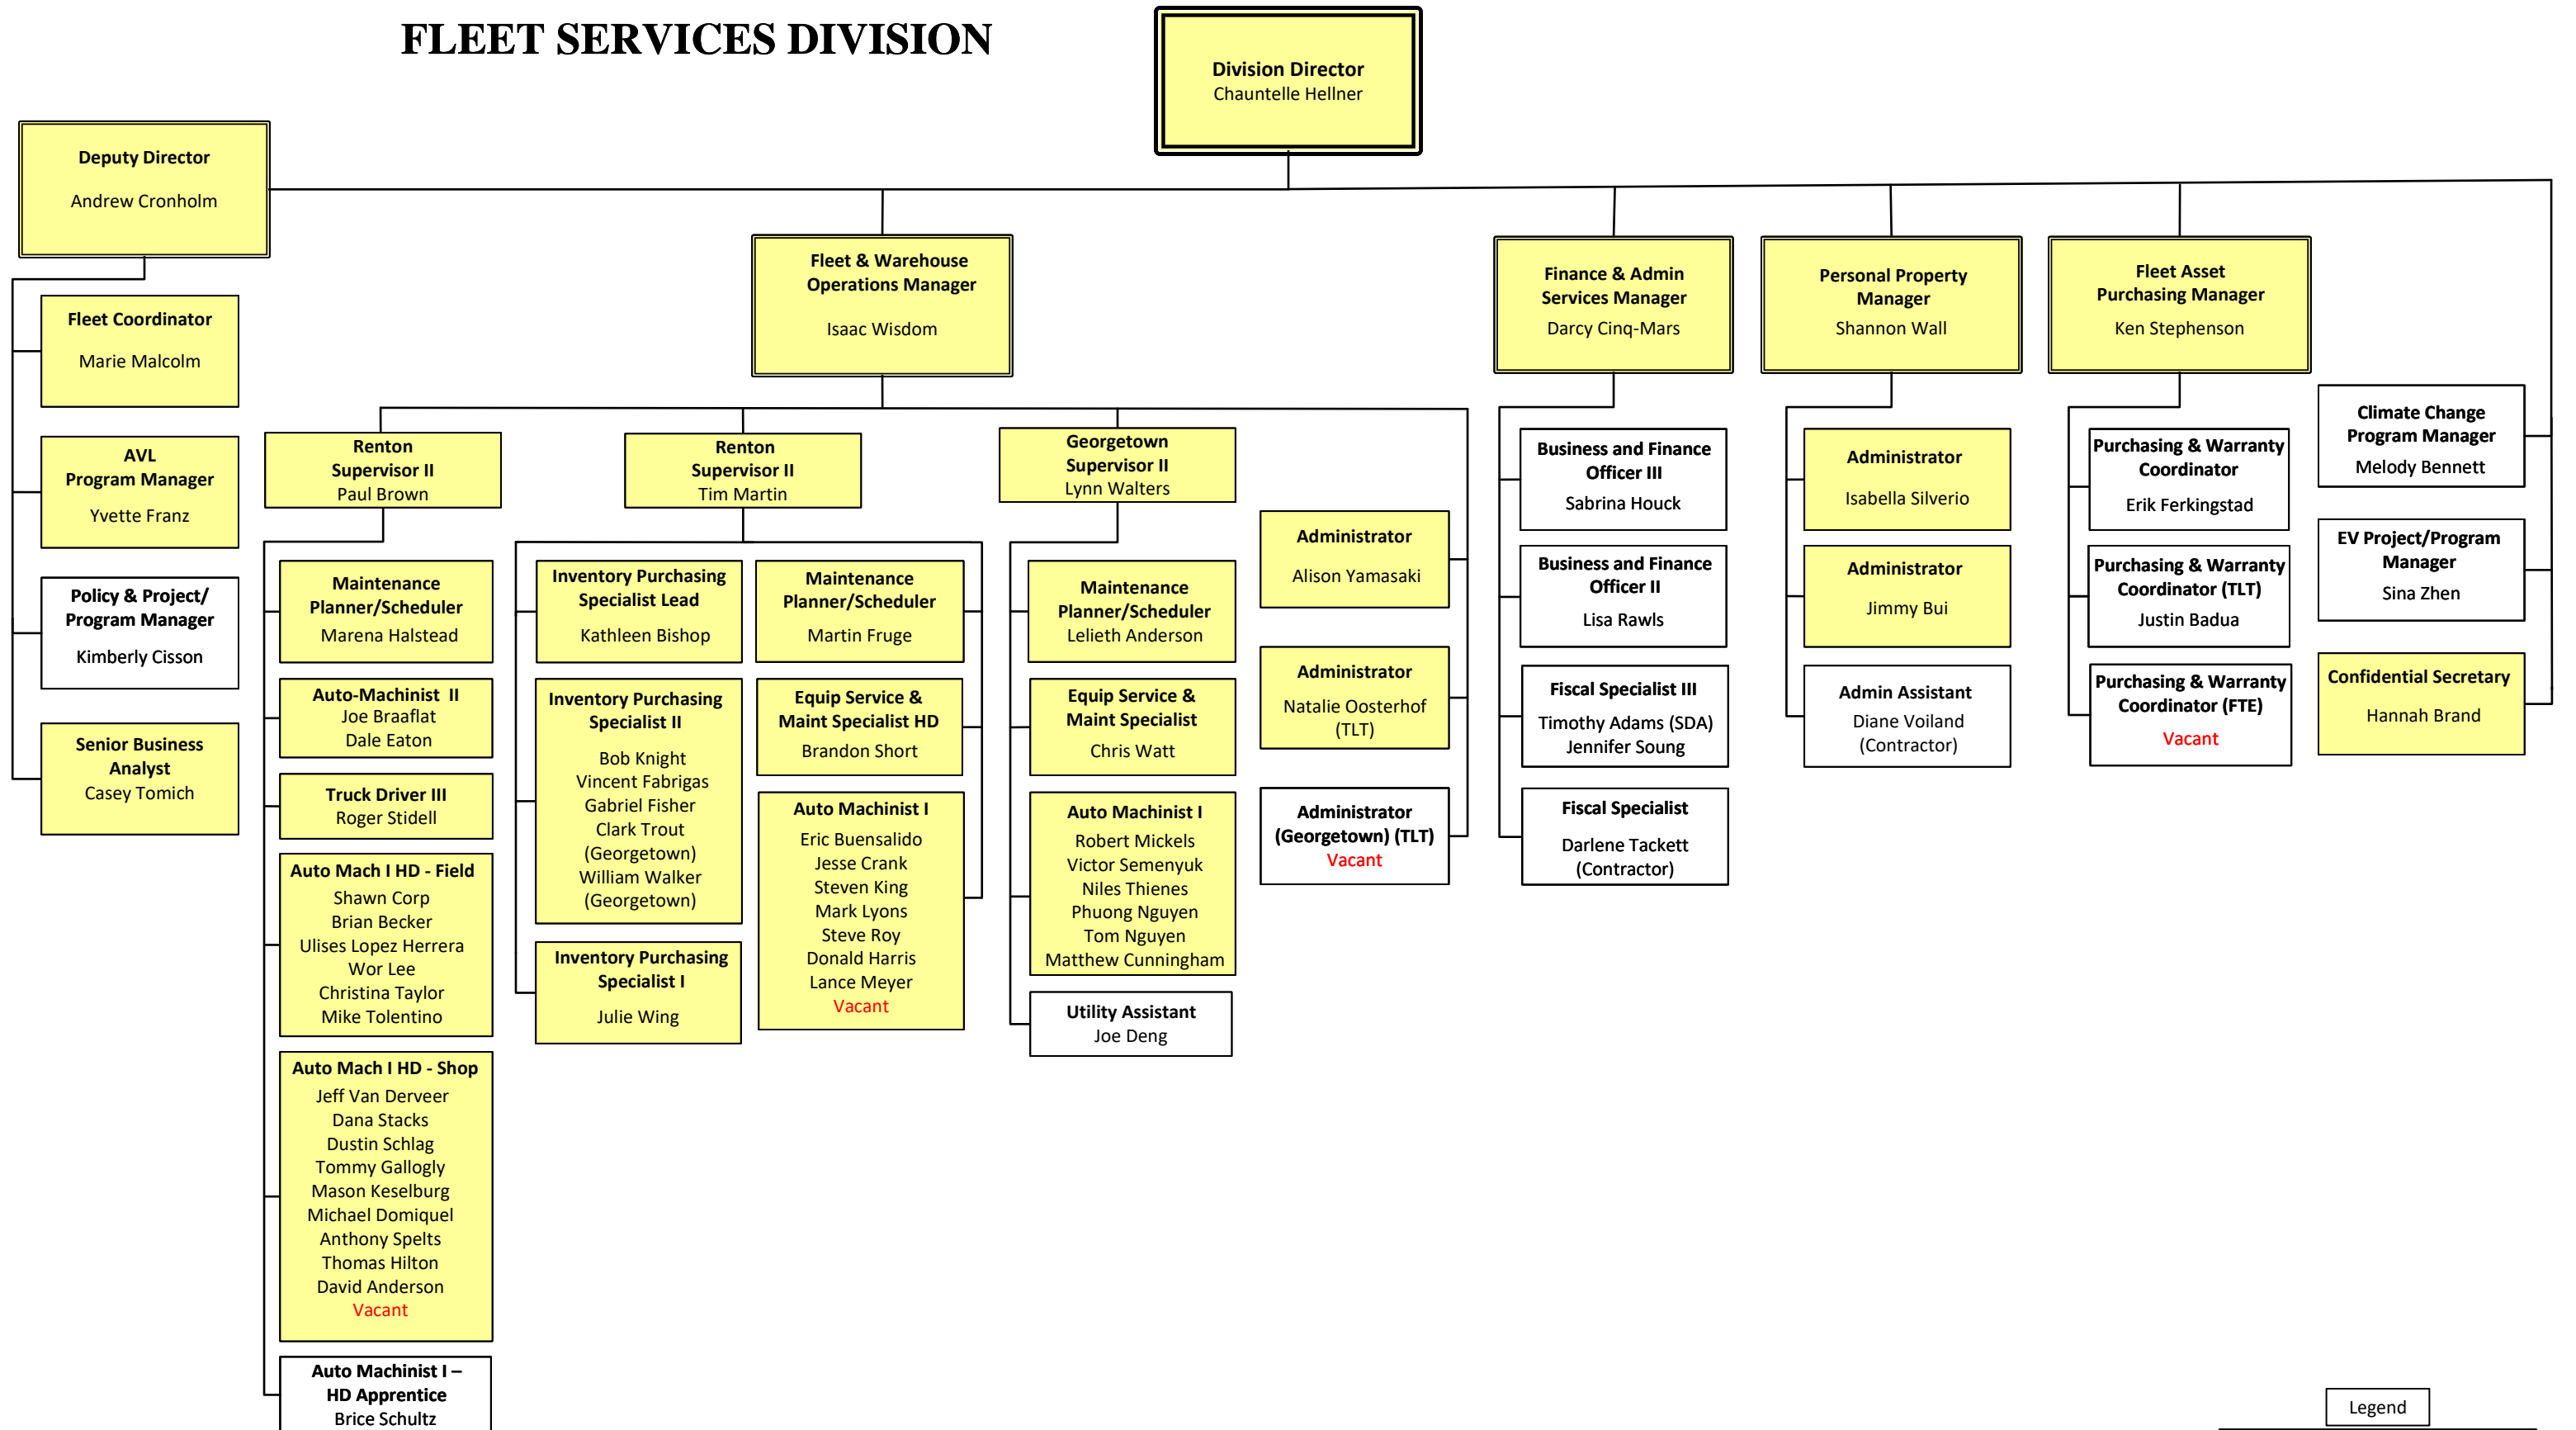 FLEET SERVICES DIVISION
Division Director
Chauntelle Hellner
Deputy Director
Andrew Cronholm
Fleet Coordinator
Marie Malcolm
AVL
Program Manager
Yvette Franz
Policy & Project/
Program Manager
Kimberly Cisson
Senior Business
Analyst
Casey Tomich
Fleet & Warehouse
Operations Manager
Isaac Wisdom
Renton
Supervisor II
Paul Brown
Maintenance
Planner/Scheduler
Marena Halstead
Auto-Machinist II
Joe Braaflat
Dale Eaton
Truck Driver III
Roger Stidell
Auto Mach I HD - Field
Shawn Corp
Brian Becker
Ulises Lopez Herrera
Wor Lee
Christina Taylor
Mike Tolentino
Auto Mach I HD - Shop
Jeff Van Derveer
Dana Stacks
Dustin Schlag
Tommy Gallogly
Mason Keselburg
Michael Domiquel
Anthony Spelts
Thomas Hilton
David Anderson
Vacant
Auto Machinist I –
HD Apprentice
Brice Schultz
Renton
Supervisor II
Tim Martin
Inventory Purchasing
Specialist Lead
Kathleen Bishop
Inventory Purchasing
Specialist II
Bob Knight
Vincent Fabrigas
Gabriel Fisher
Clark Trout
(Georgetown)
William Walker
(Georgetown)
Inventory Purchasing
Specialist I
Julie Wing
Maintenance
Planner/Scheduler
Martin Fruge
Equip Service &
Maint Specialist HD
Brandon Short
Auto Machinist I
Eric Buensalido
Jesse Crank
Steven King
Mark Lyons
Steve Roy
Donald Harris
Lance Meyer
Vacant
Georgetown
Supervisor II
Lynn Walters
Maintenance
Planner/Scheduler
Lelieth Anderson
Equip Service &
Maint Specialist
Chris Watt
Auto Machinist I
Robert Mickels
Victor Semenyuk
Niles Thienes
Phuong Nguyen
Tom Nguyen
Matthew Cunningham
Utility Assistant
Joe Deng
Administrator
Alison Yamasaki
Administrator
Natalie Oosterhof
(TLT)
Administrator
(Georgetown) (TLT)
Vacant
Finance & Admin
Services Manager
Darcy Cinq-Mars
Business and Finance
Officer III
Sabrina Houck
Business and Finance
Officer II
Lisa Rawls
Fiscal Specialist III
Timothy Adams (SDA)
Jennifer Soung
Fiscal Specialist
Darlene Tackett
(Contractor)
Personal Property
Manager
Shannon Wall
Administrator
Isabella Silverio
Administrator
Jimmy Bui
Admin Assistant
Diane Voiland
(Contractor)
Fleet Asset
Purchasing Manager
Ken Stephenson
Purchasing & Warranty
Coordinator
Erik Ferkingstad
Purchasing & Warranty
Coordinator (TLT)
Justin Badua
Purchasing & Warranty
Coordinator (FTE)
Vacant
Climate Change
Program Manager
Melody Bennett
EV Project/Program
Manager
Sina Zhen
Confidential Secretary
Hannah Brand
Legend